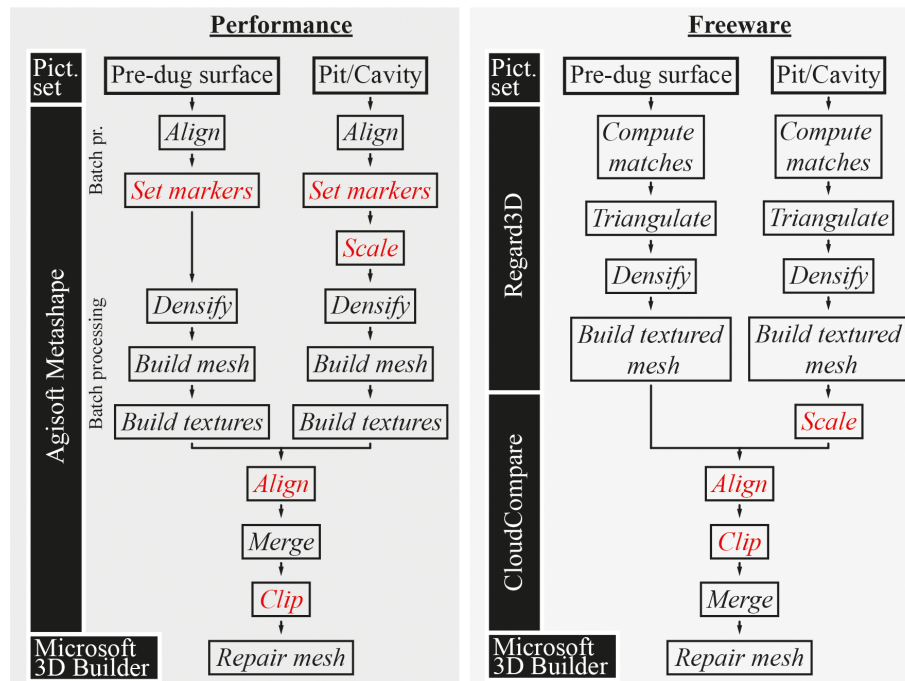 Performance
Pict.
set
Pre-dug surface
Pit/Cavity
Agisoft Metashape
Batch pr.
Align
Align
Set markers
Set markers
Scale
Batch processing
Densify
Densify
Build mesh
Build mesh
Build textures
Build textures
Align
Merge
Clip
Microsoft
3D Builder
Repair mesh
Freeware
Pict.
set
Pre-dug surface
Pit/Cavity
Regard3D
Compute
matches
Compute
matches
Triangulate
Triangulate
Densify
Densify
Build textured
mesh
Build textured
mesh
CloudCompare
Scale
Align
Clip
Merge
Microsoft
3D Builder
Repair mesh